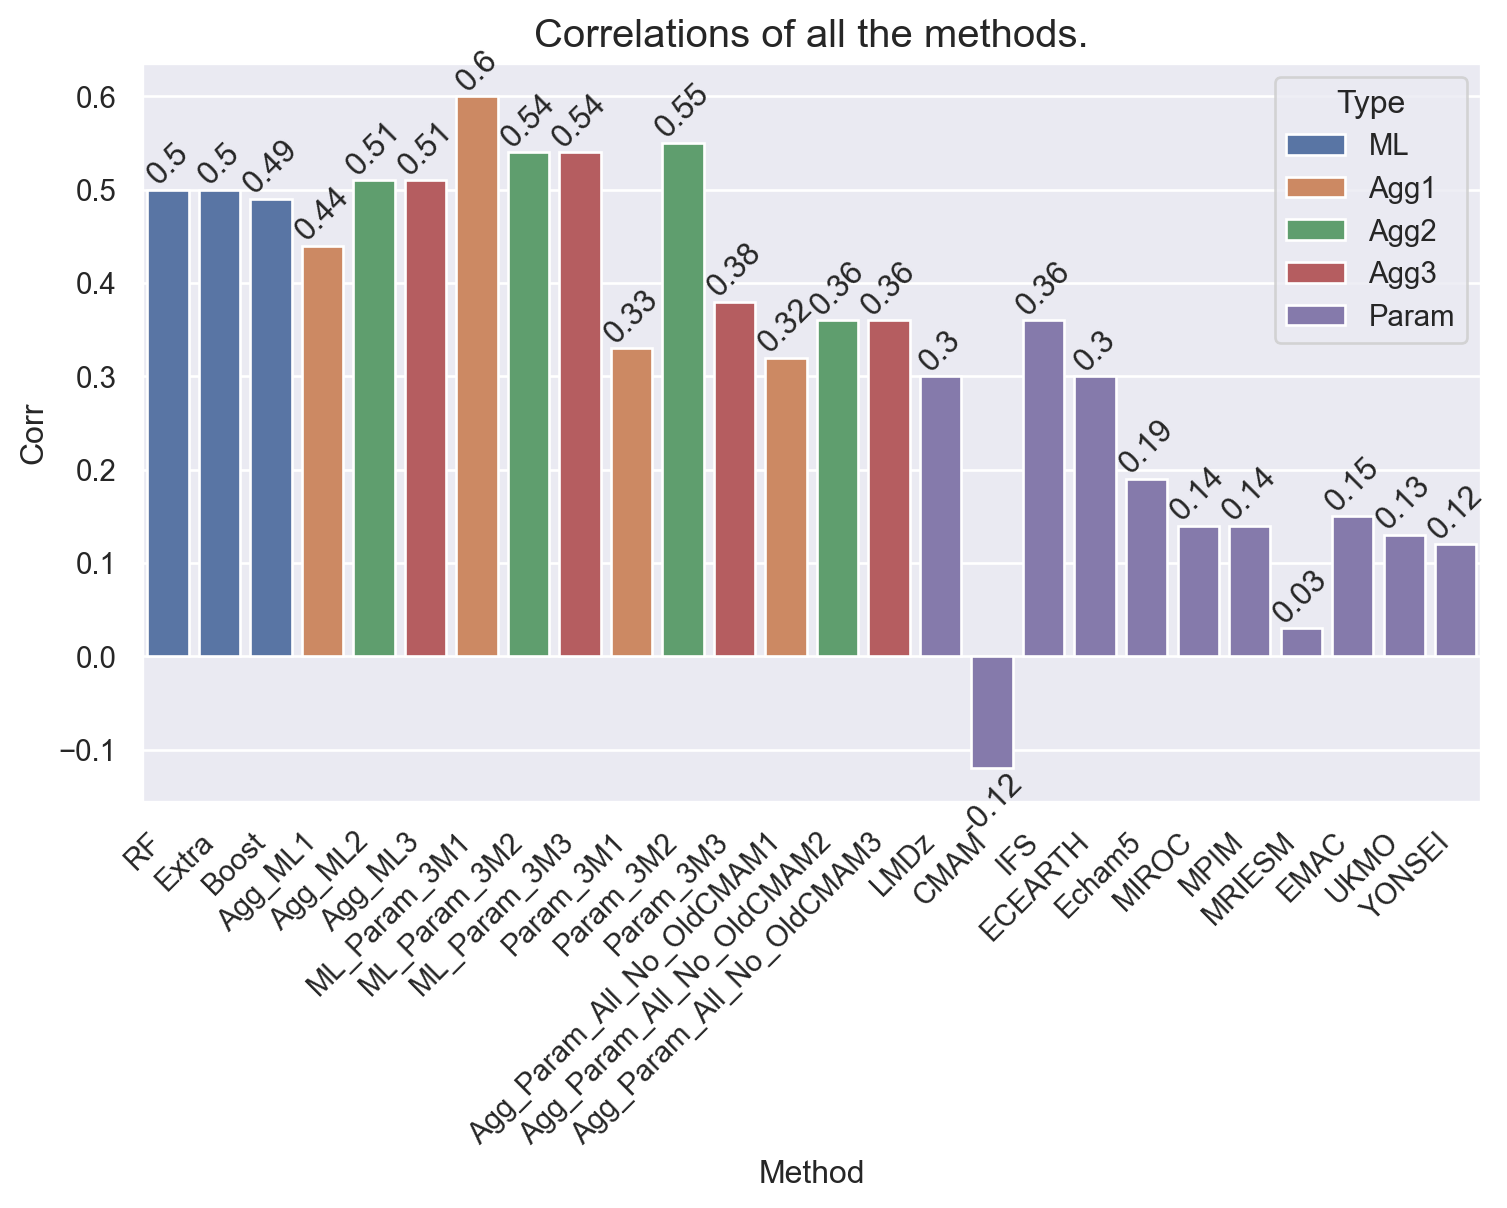 Correlations of all the methods.
Corr
0.6
0.5
0.4
0.3
0.2
0.1
0.0
−0.1
0.5
0.5
0.49
0.44
0.51
0.51
0.6
0.54
0.54
0.33
0.55
0.38
0.32
0.36
0.36
0.3
-0.12
0.36
0.3
0.19
0.14
0.14
0.03
0.15
0.13
0.12
Type
ML
Agg1
Agg2
Agg3
Param
RF
Extra
Boost
Agg_ML1
Agg_ML2
Agg_ML3
ML_Param_3M1
ML_Param_3M2
ML_Param_3M3
Param_3M1
Param_3M2
Param_3M3
Agg_Param_All_No_OldCMAM1
Agg_Param_All_No_OldCMAM2
Agg_Param_All_No_OldCMAM3
LMDz
CMAM
IFS
ECEARTH
Echam5
MIROC
MPIM
MRIESM
EMAC
UKMO
YONSEI
Method